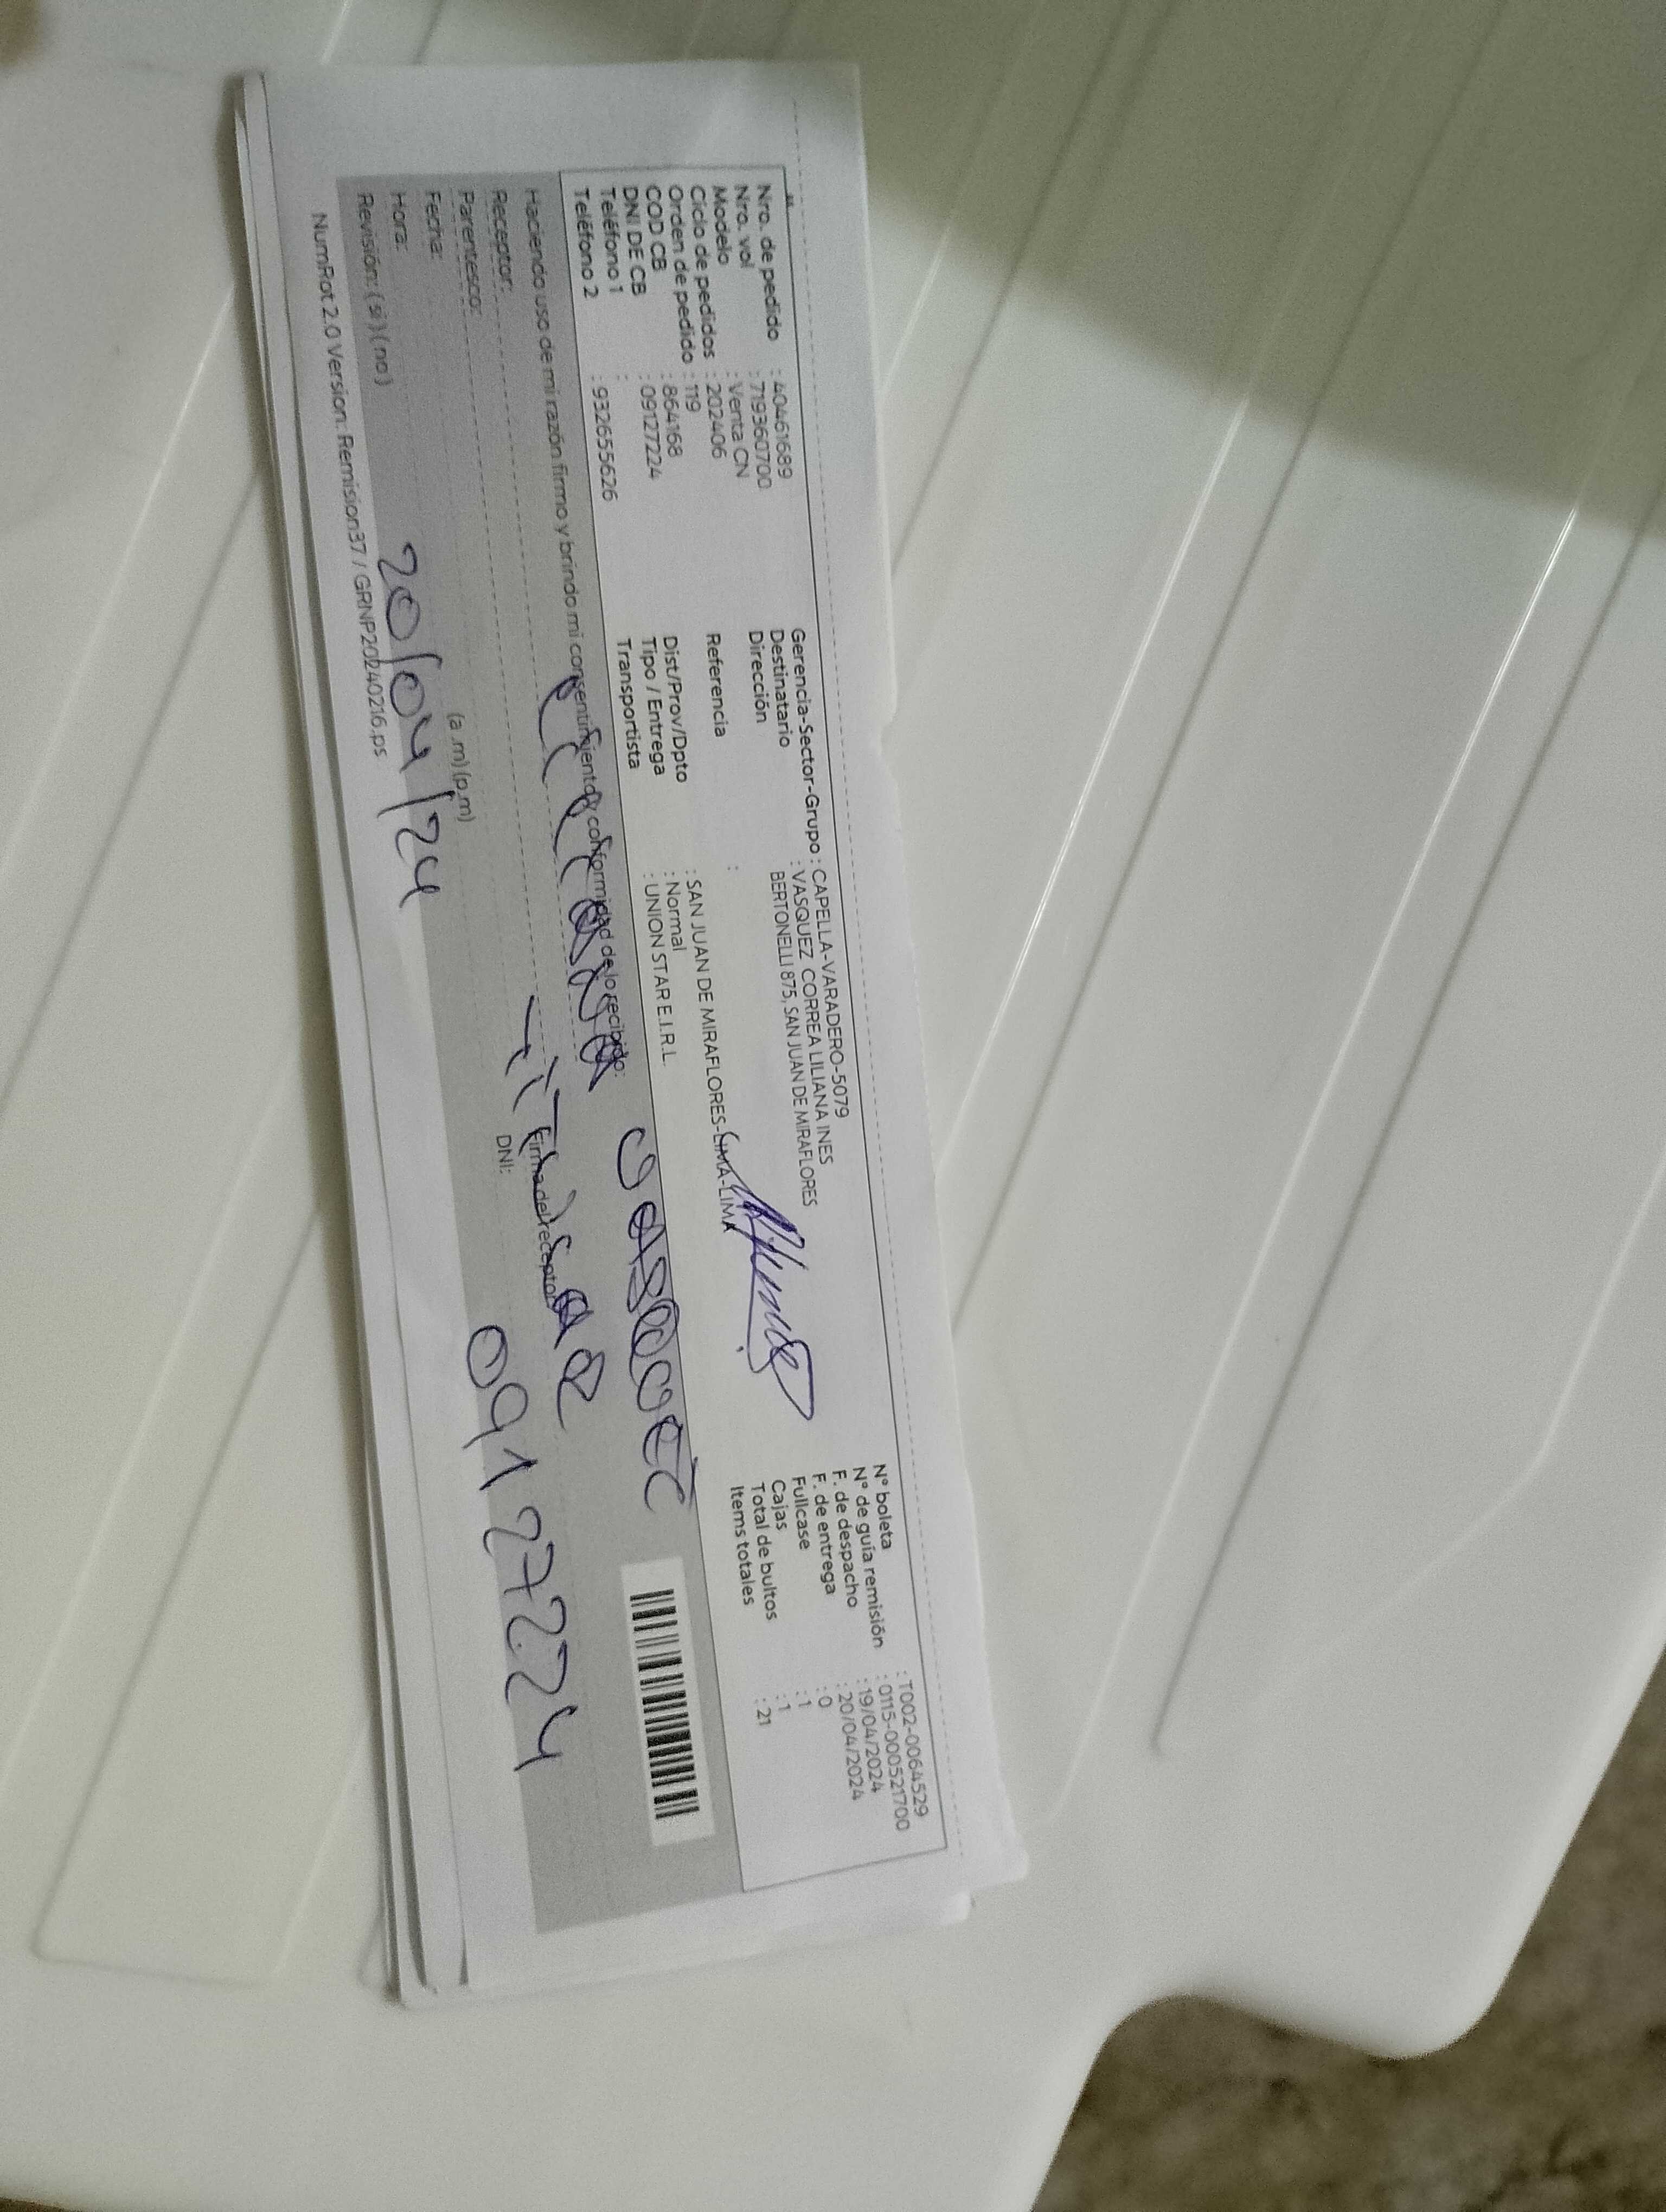 Nro. de pedido : 40461689
Nro. vol : 719360700
Modelo : Venta CN
Ciclo de pedidos : 202406
Orden de pedido : 119
COD CB : 864168
DNI DE CB : 09127224
Teléfono 1 :
Teléfono 2 : 932655626
Gerencia-Sector-Grupo : CAPELLA-VARADERO-5079
Destinatario : VASQUEZ CORREA LILIANA INES
Dirección BERTONELLI 875, SAN JUAN DE MIRAFLORES
Referencia :
Dist/Prov/Dpto : SAN JUAN DE MIRAFLORES-LIMA-LIMA
Tipo / Entrega : Normal
Transportista : UNION STAR E.I.R.L.
N° boleta : T002-0064529
N° de guía remisión : 0115-000521700
F. de despacho : 19/04/2024
F. de entrega : 20/04/2024
Fullcase : 0
Cajas : 1
Total de bultos : 1
Items totales : 21
Haciendo uso de mi razón firmo y brindo mi consentimiento y conformidad de lo recibido:
Receptor:
Parentesco:
Fecha:
Hora: (a .m) (p.m)
Revisión: ( si ) ( no )
Firma del receptor
DNI:
09127224
20/04/24
NumRot 2.0 Version: Remision37 / GRNP20240216.ps